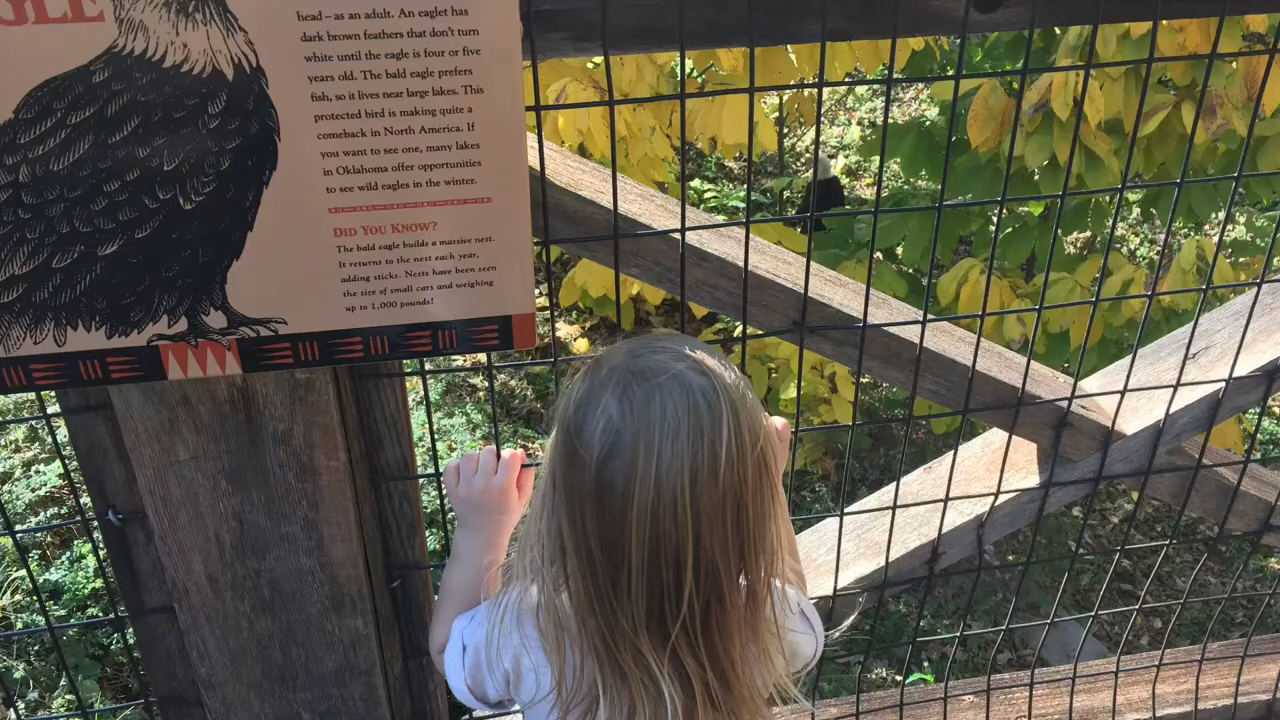 GLE
head – as an adult. An eaglet has
dark brown feathers that don't turn
white until the eagle is four or five
years old. The bald eagle prefers
fish, so it lives near large lakes. This
protected bird is making quite a
comeback in North America. If
you want to see one, many lakes
in Oklahoma offer opportunities
to see wild eagles in the winter.
DID YOU KNOW?
The bald eagle builds a massive nest.
It returns to the nest each year,
adding sticks. Nests have been seen
the size of small cars and weighing
up to 1,000 pounds!